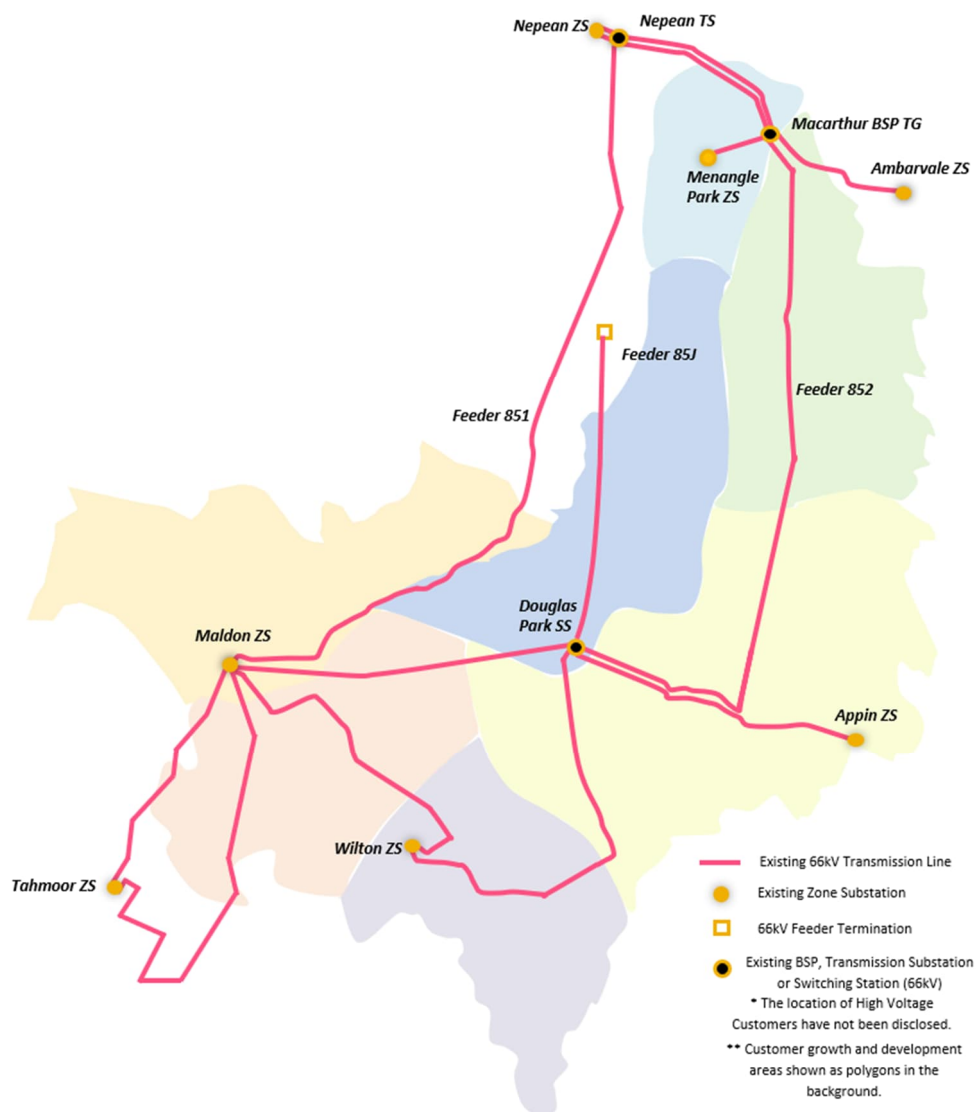 Nepean ZS
Nepean TS
Macarthur BSP TG
Ambarvale ZS
Menangle
Park ZS
Feeder 85J
Feeder 852
Feeder 851
Douglas
Park SS
Maldon ZS
Appin ZS
Wilton ZS
Tahmoor ZS
Existing 66kV Transmission Line
Existing Zone Substation
66kV Feeder Termination
Existing BSP, Transmission Substation
or Switching Station (66kV)
* The location of High Voltage
Customers have not been disclosed.
** Customer growth and development
areas shown as polygons in the
background.